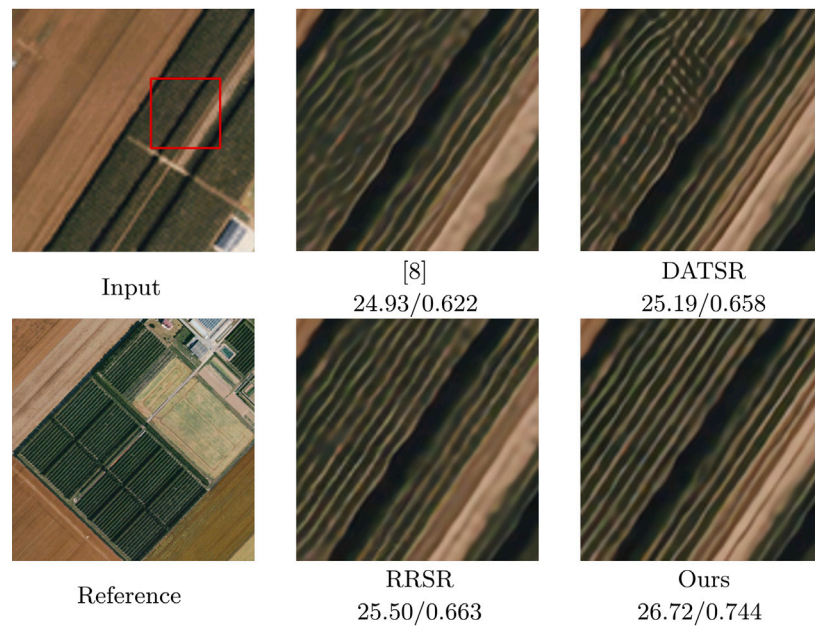 Input
[8]
24.93/0.622
DATSR
25.19/0.658
Reference
RRSR
25.50/0.663
Ours
26.72/0.744